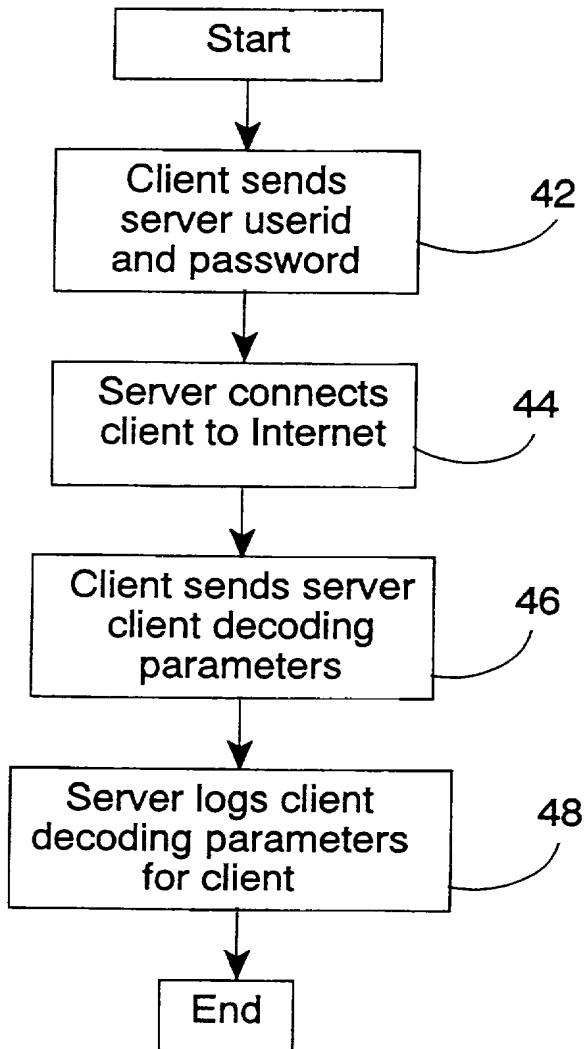 Start
Client sends
server userid
and password
42
Server connects
client to Internet
44
Client sends server
client decoding
parameters
46
Server logs client
decoding parameters
for client
48
End